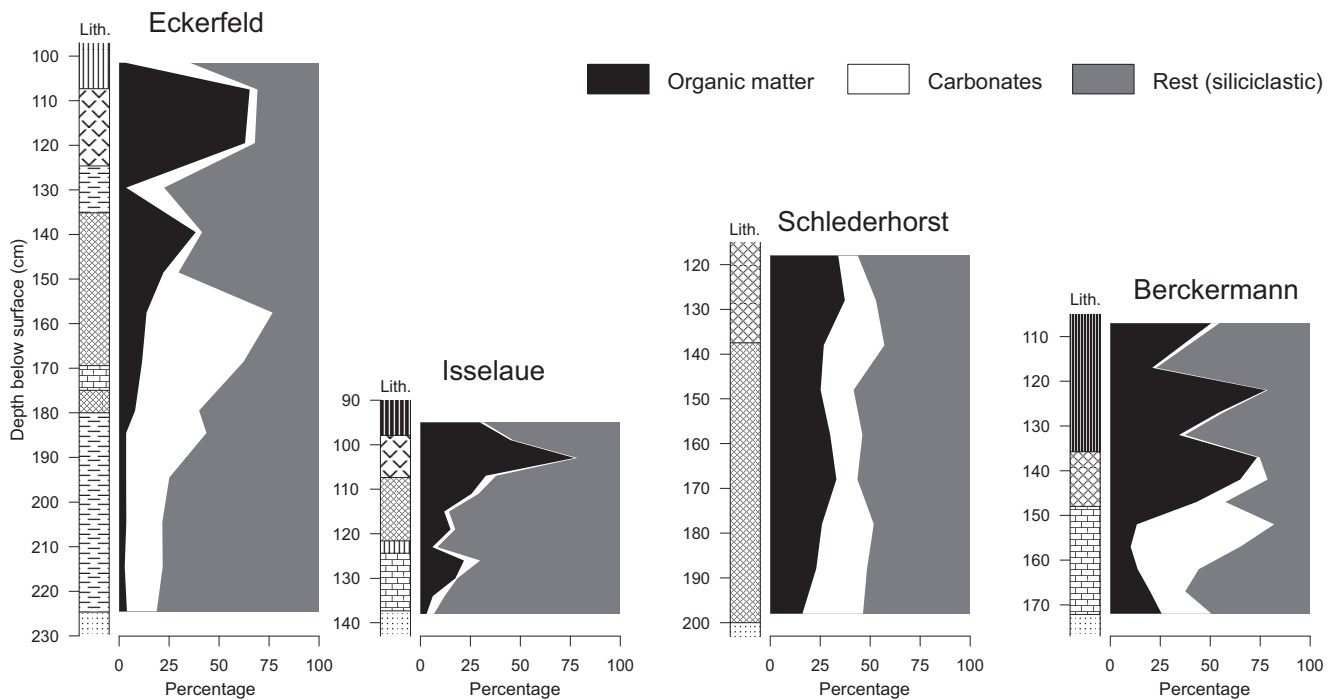 Eckerfeld
Lith.
Organic matter
Carbonates
Rest (siliciclastic)
Depth below surface (cm)
100
110
120
130
140
150
160
170
180
190
200
210
220
230
0 25 50 75 100
Percentage
Isselaue
Lith.
90
100
110
120
130
140
0 25 50 75 100
Percentage
Schlederhorst
Lith.
120
130
140
150
160
170
180
190
200
0 25 50 75 100
Percentage
Berckermann
Lith.
110
120
130
140
150
160
170
0 25 50 75 100
Percentage